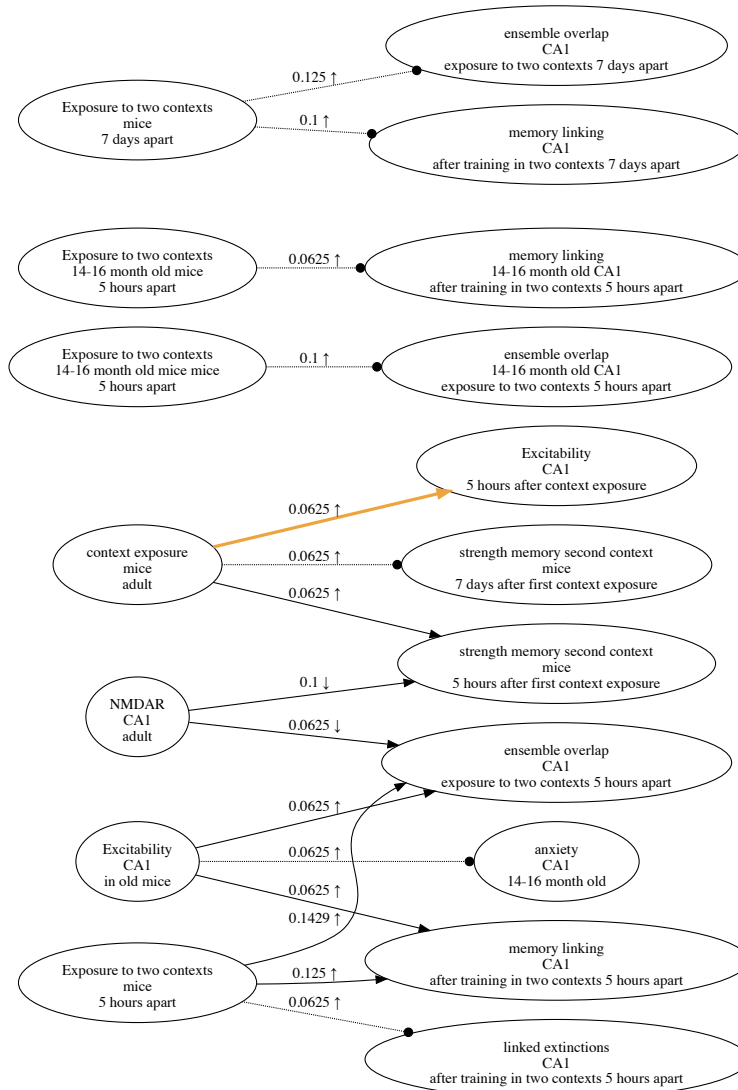 ensemble overlap
CA1
exposure to two contexts 7 days apart
0.125 ↑
Exposure to two contexts
mice
7 days apart
0.1 ↑
memory linking
CA1
after training in two contexts 7 days apart
Exposure to two contexts
14-16 month old mice
5 hours apart
0.0625 ↑
memory linking
14-16 month old CA1
after training in two contexts 5 hours apart
Exposure to two contexts
14-16 month old mice mice
5 hours apart
0.1 ↑
ensemble overlap
14-16 month old CA1
exposure to two contexts 5 hours apart
Excitability
CA1
5 hours after context exposure
0.0625 ↑
context exposure
mice
adult
0.0625 ↑
strength memory second context
mice
7 days after first context exposure
0.0625 ↑
strength memory second context
mice
5 hours after first context exposure
NMDAR
CA1
adult
0.1 ↓
0.0625 ↓
ensemble overlap
CA1
exposure to two contexts 5 hours apart
0.0625 ↑
Excitability
CA1
in old mice
0.0625 ↑
anxiety
CA1
14-16 month old
0.0625 ↑
0.1429 ↑
memory linking
CA1
after training in two contexts 5 hours apart
Exposure to two contexts
mice
5 hours apart
0.125 ↑
0.0625 ↑
linked extinctions
CA1
after training in two contexts 5 hours apart